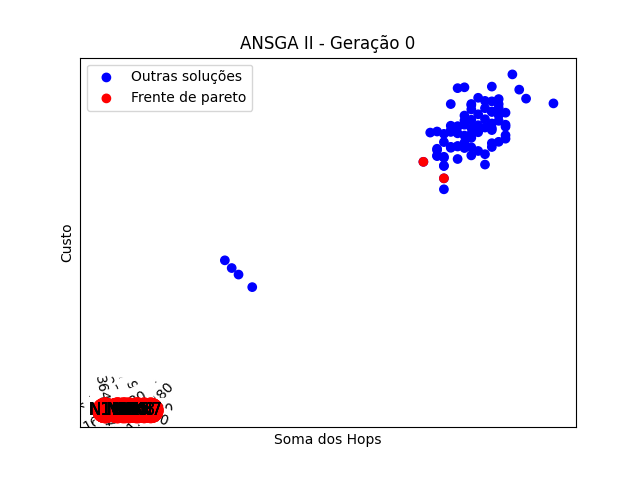 ANSGA II - Geração 0
Outras soluções
Frente de pareto
Custo
Soma dos Hops